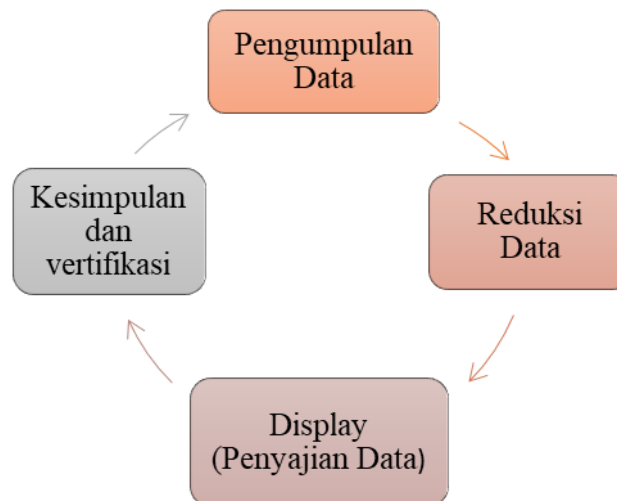 Pengumpulan
Data
Reduksi
Data
Display
(Penyajian Data)
Kesimpulan
dan
vertifikasi